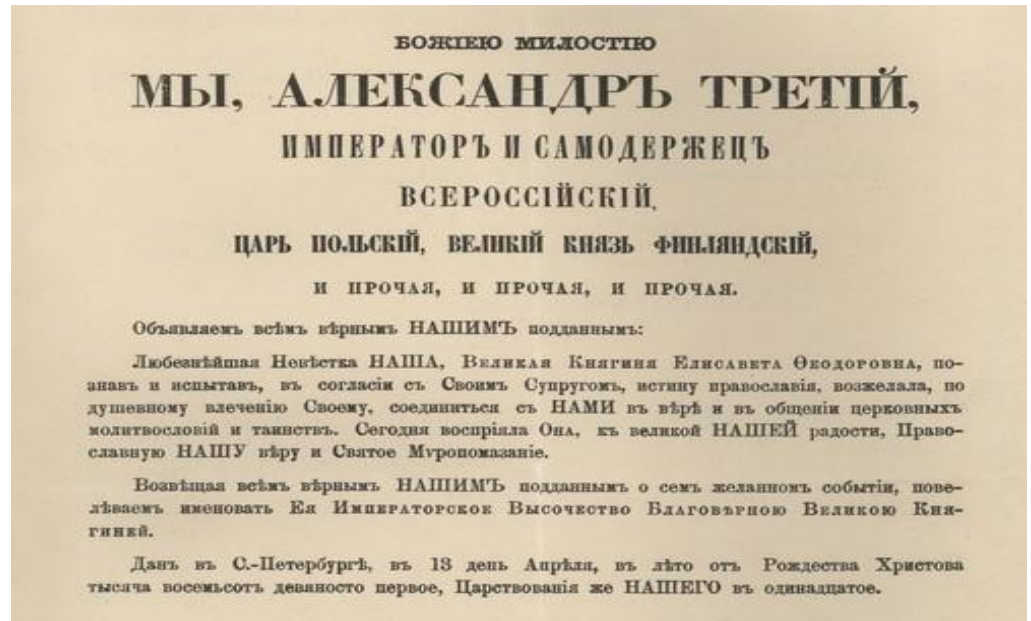 БОЖІЕЮ МИЛОСТІЮ
МЫ, АЛЕКСАНДРЪ ТРЕТІЙ,
ИМПЕРАТОРЪ И САМОДЕРЖЕЦЪ
ВСЕРОССІЙСКІЙ,
ЦАРЬ ПОЛЬСКІЙ, ВЕЛИКІЙ КНЯЗЬ ФИНЛЯНДСКІЙ,
И ПРОЧАЯ, И ПРОЧАЯ, И ПРОЧАЯ.
Объявляемъ всѣмъ вѣрнымъ НАШИМЪ подданнымъ:
Любезнѣйшая Невѣстка НАША, Великая Княгиня Елисавета Ѳеодоровна, по-
знавъ и испытавъ, въ согласіи съ Своимъ Супругомъ, истину православія, возжелала, по
душевному влеченію Своему, соединиться съ НАМИ въ вѣрѣ и въ общеніи церковныхъ
молитвословій и таинствъ. Сегодня воспріяла Она, къ великой НАШЕЙ радости, Право-
славную НАШУ вѣру и Святое Мѵропомазаніе.
Возвѣщая всѣмъ вѣрнымъ НАШИМЪ подданнымъ о семъ желанномъ событіи, пове-
лѣваемъ именовать Ея Императорское Высочество Благовѣрною Великою Кня-
гиней.
Данъ въ С.-Петербургѣ, въ 13 день Апрѣля, въ лѣто отъ Рождества Христова
тысяча восемьсотъ девяносто первое, Царствованія же НАШЕГО въ одинадцатое.